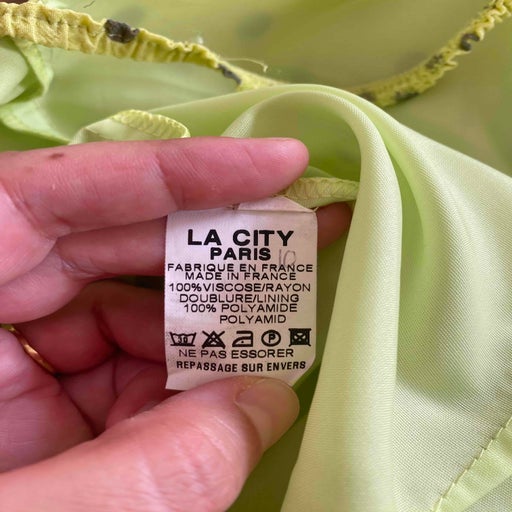 LA CITY
PARIS 10
FABRIQUE EN FRANCE
MADE IN FRANCE
100%VISCOSE/RAYON
DOUBLURE/LINING
100% POLYAMIDE
POLYAMID
P
NE PAS ESSORER
REPASSAGE SUR ENVERS